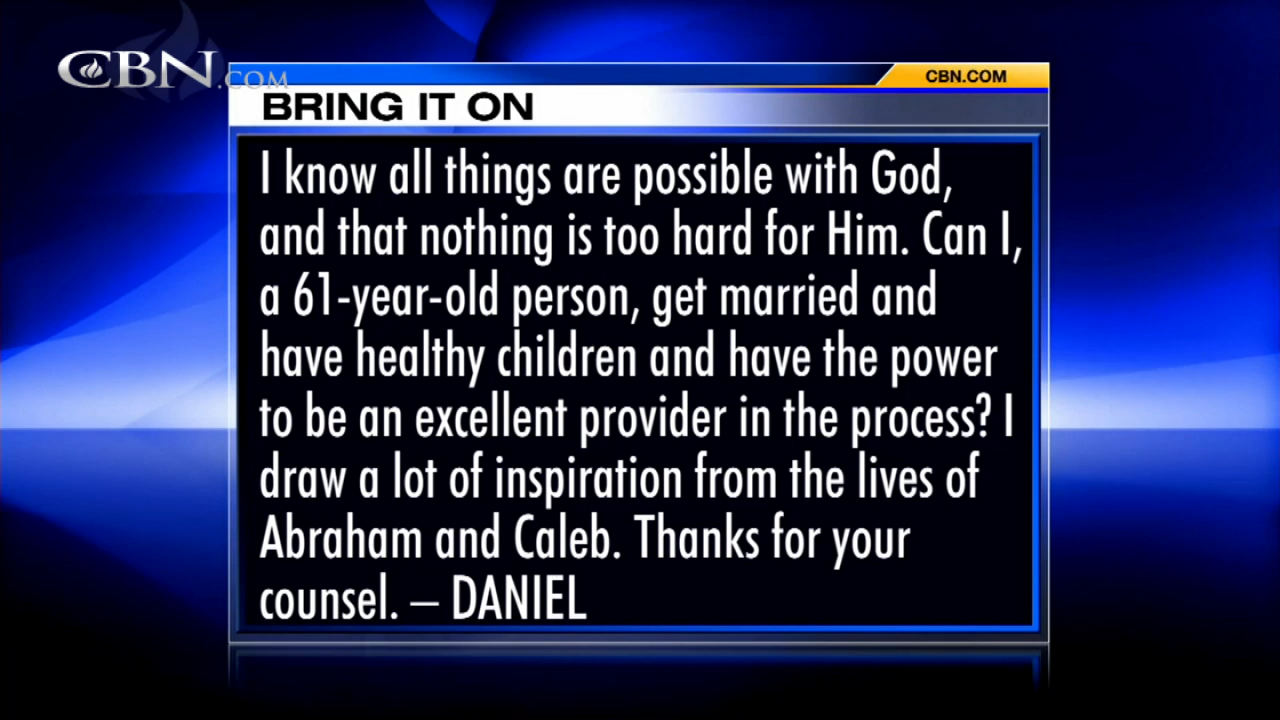 CBN.COM
CBN.COM
BRING IT ON
I know all things are possible with God,
and that nothing is too hard for Him. Can I,
a 61-year-old person, get married and
have healthy children and have the power
to be an excellent provider in the process? I
draw a lot of inspiration from the lives of
Abraham and Caleb. Thanks for your
counsel. – DANIEL